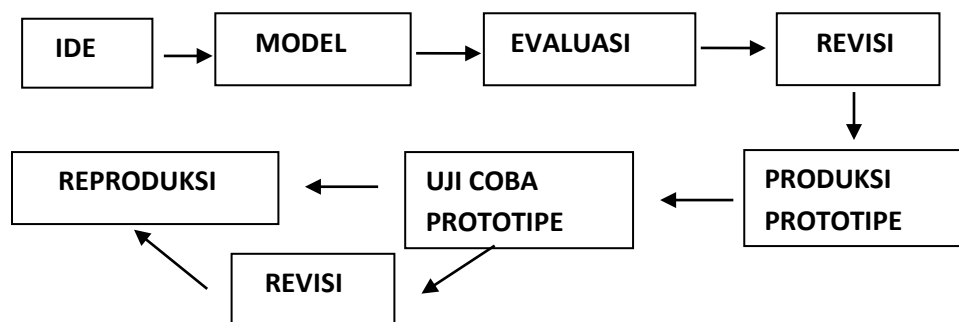 IDE
MODEL
EVALUASI
REVISI
PRODUKSI
PROTOTIPE
UJI COBA
PROTOTIPE
REPRODUKSI
REVISI